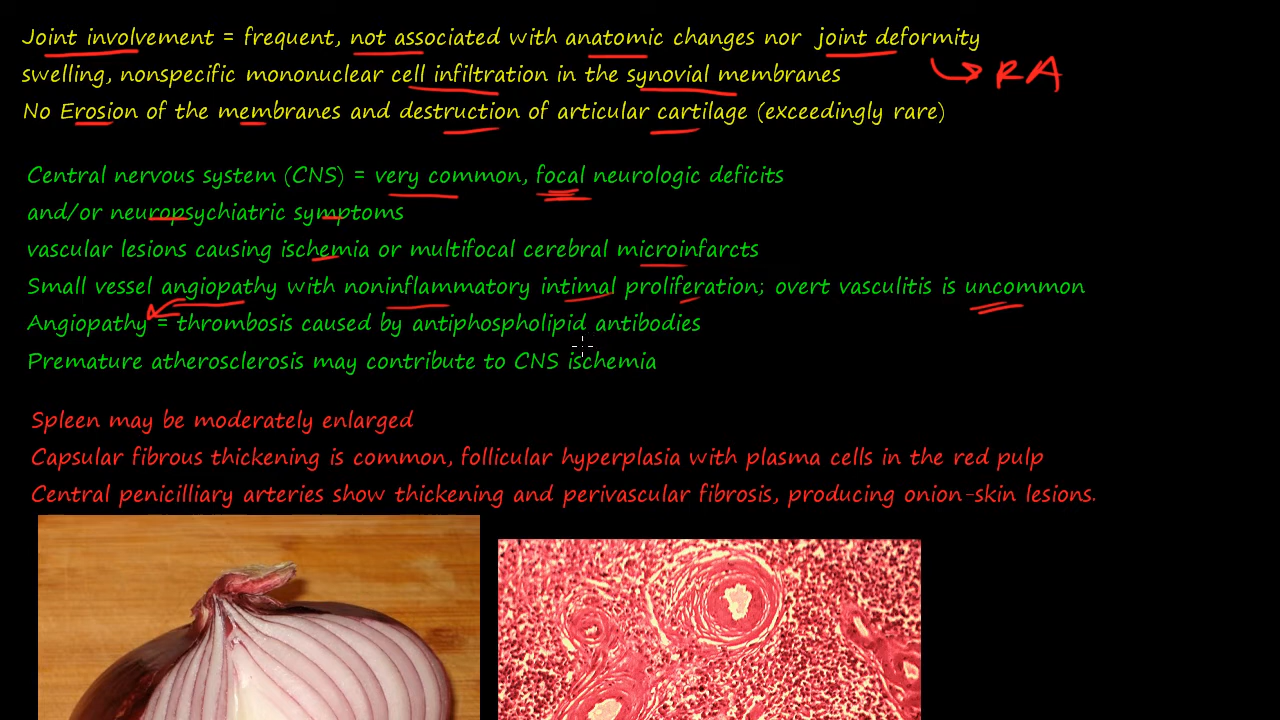 Joint involvement = frequent, not associated with anatomic changes nor joint deformity
swelling, nonspecific mononuclear cell infiltration in the synovial membranes
RA
No Erosion of the membranes and destruction of articular cartilage (exceedingly rare)
Central nervous system (CNS) = very common, focal neurologic deficits
and/or neuropsychiatric symptoms
vascular lesions causing ischemia or multifocal cerebral microinfarcts
Small vessel angiopathy with noninflammatory intimal proliferation; overt vasculitis is uncommon
Angiopathy = thrombosis caused by antiphospholipid antibodies
Premature atherosclerosis may contribute to CNS ischemia
Spleen may be moderately enlarged
Capsular fibrous thickening is common, follicular hyperplasia with plasma cells in the red pulp
Central penicilliary arteries show thickening and perivascular fibrosis, producing onion-skin lesions.